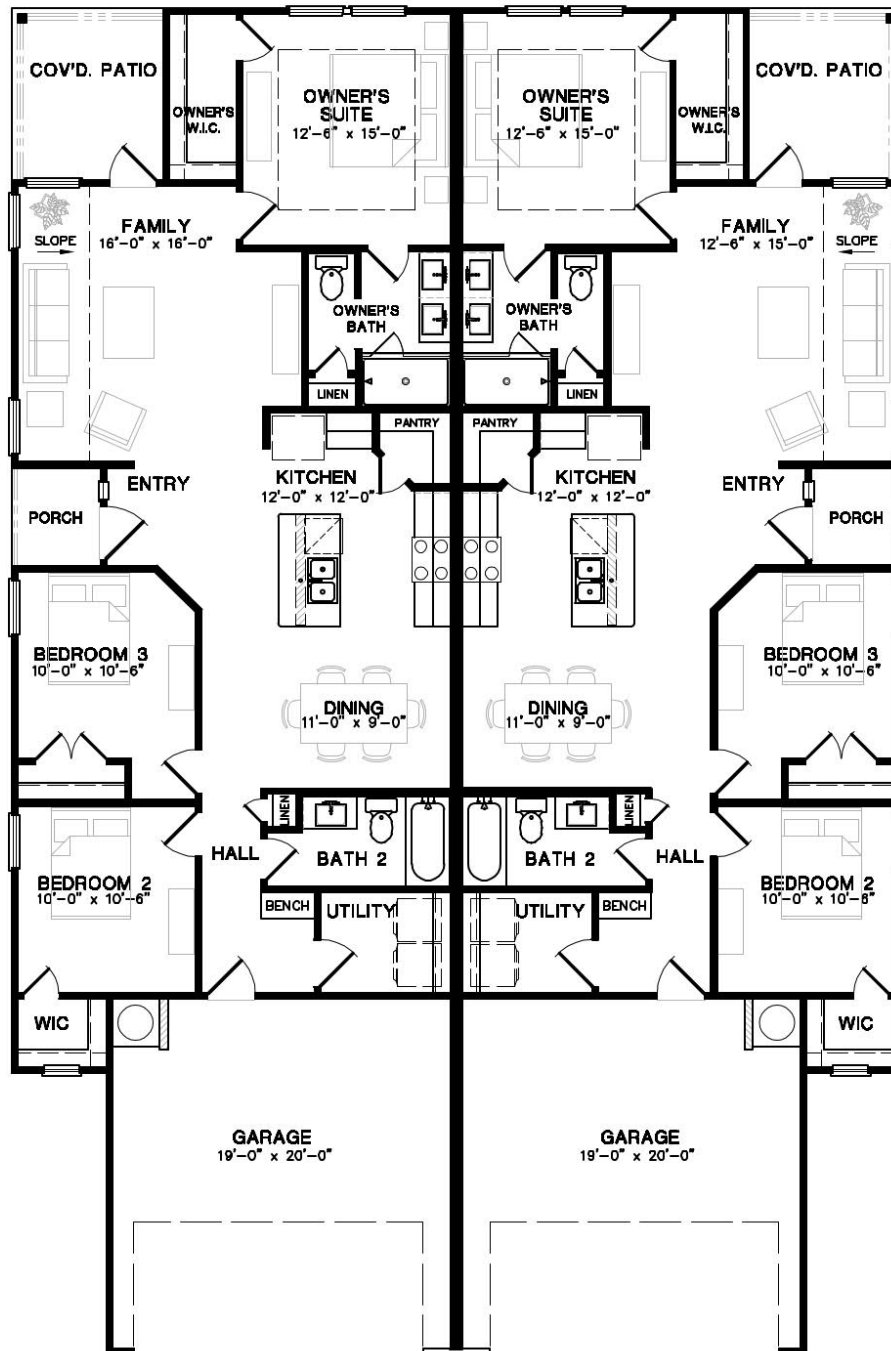 COV'D. PATIO
OWNER'S
W.I.C.
OWNER'S
SUITE
12'-6" x 15'-0"
OWNER'S
SUITE
12'-6" x 15'-0"
OWNER'S
W.I.C.
COV'D. PATIO
FAMILY
16'-0" x 16'-0"
SLOPE
FAMILY
12'-6" x 15'-0"
SLOPE
OWNER'S
BATH
OWNER'S
BATH
LINEN
LINEN
PANTRY
PANTRY
KITCHEN
12'-0" x 12'-0"
KITCHEN
12'-0" x 12'-0"
ENTRY
ENTRY
PORCH
PORCH
BEDROOM 3
10'-0" x 10'-6"
BEDROOM 3
10'-0" x 10'-6"
DINING
11'-0" x 9'-0"
DINING
11'-0" x 9'-0"
LINEN
LINEN
HALL
BATH 2
BATH 2
HALL
BEDROOM 2
10'-0" x 10'-6"
BEDROOM 2
10'-0" x 10'-6"
BENCH
UTILITY
UTILITY
BENCH
WIC
WIC
GARAGE
19'-0" x 20'-0"
GARAGE
19'-0" x 20'-0"